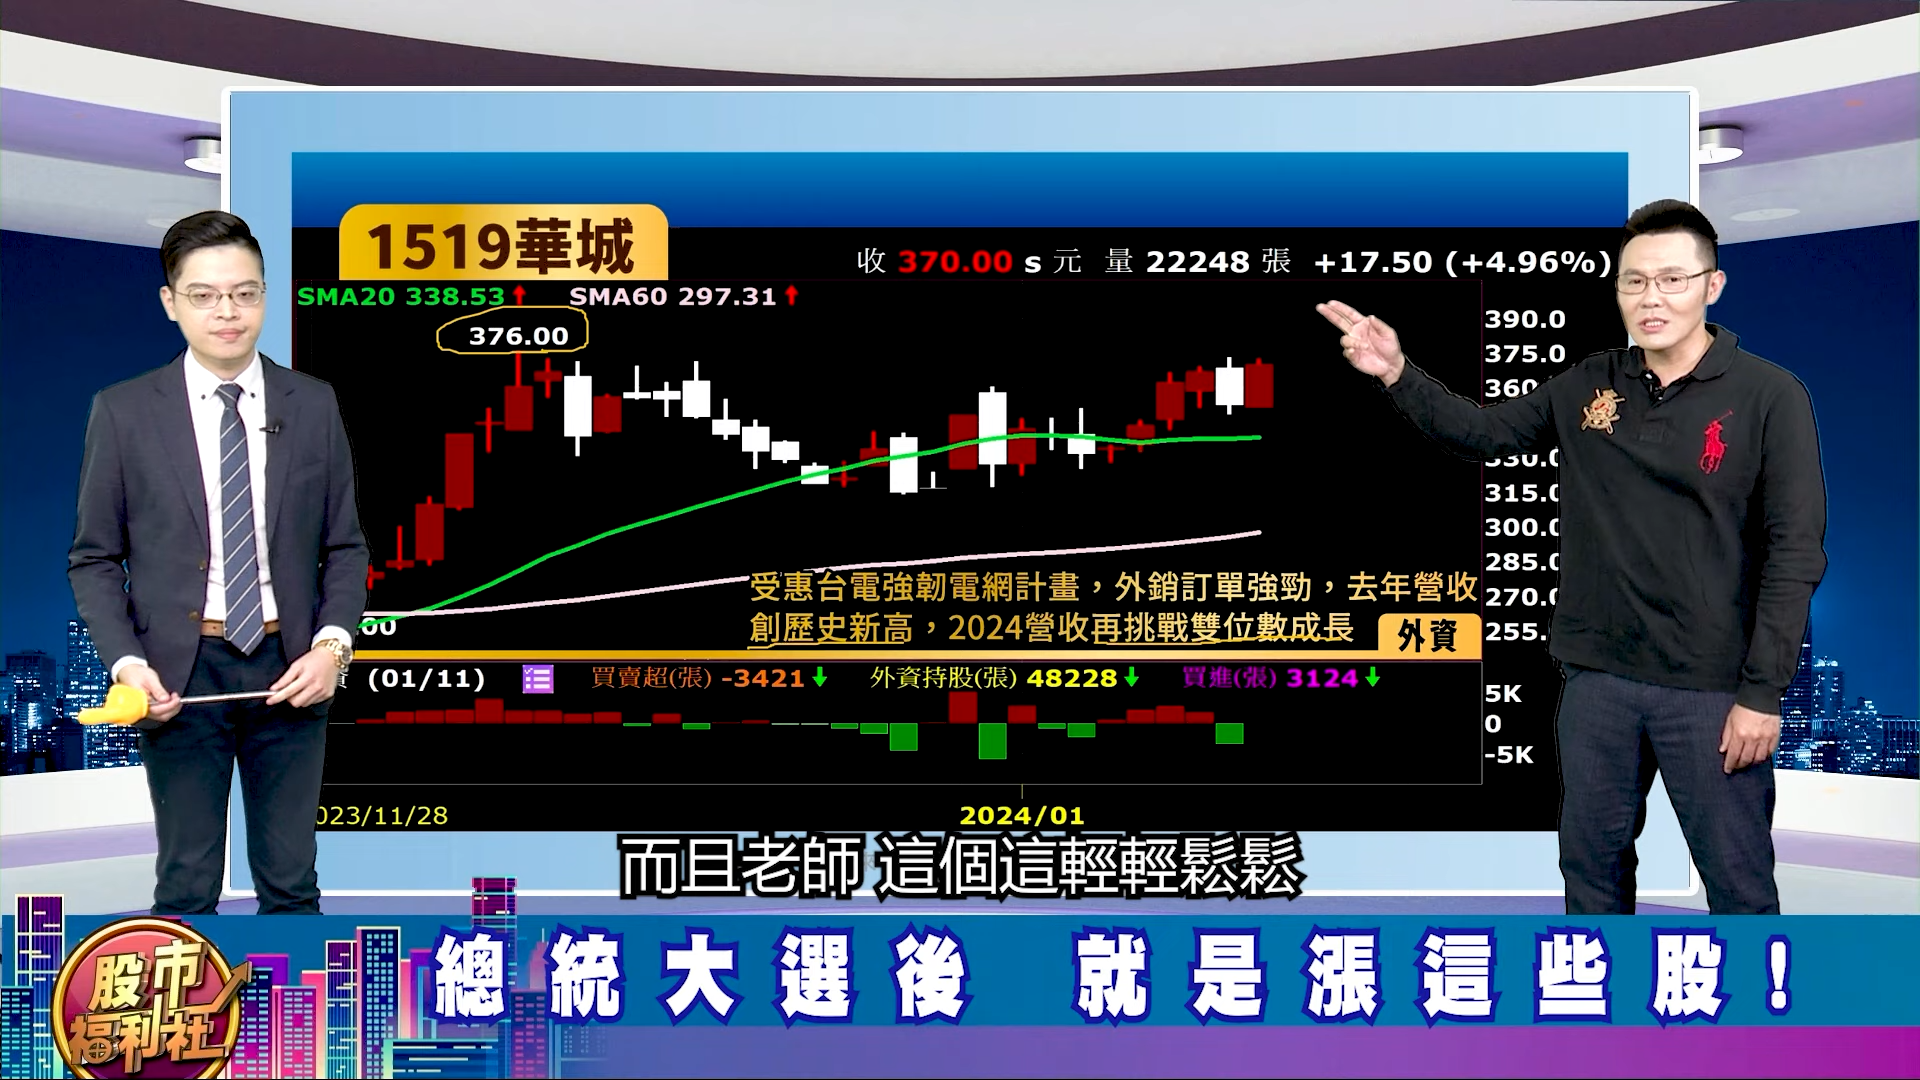 1519華城
收 370.00 s 元 量 22248 張 +17.50 (+4.96%)
SMA20 338.53↑ SMA60 297.31↑
376.00
390.0
375.0
360
330.0
315.0
300.0
285.0
270.0
255.
受惠台電強韌電網計畫，外銷訂單強勁，去年營收
創歷史新高，2024營收再挑戰雙位數成長
外資
.00
資 (01/11) 買賣超(張) -3421↓ 外資持股(張) 48228↓ 買進(張) 3124↓
5K
0
-5K
023/11/28
2024/01
而且老師 這個這輕輕鬆鬆
總統大選後 就是漲這些股！
股市
福利社